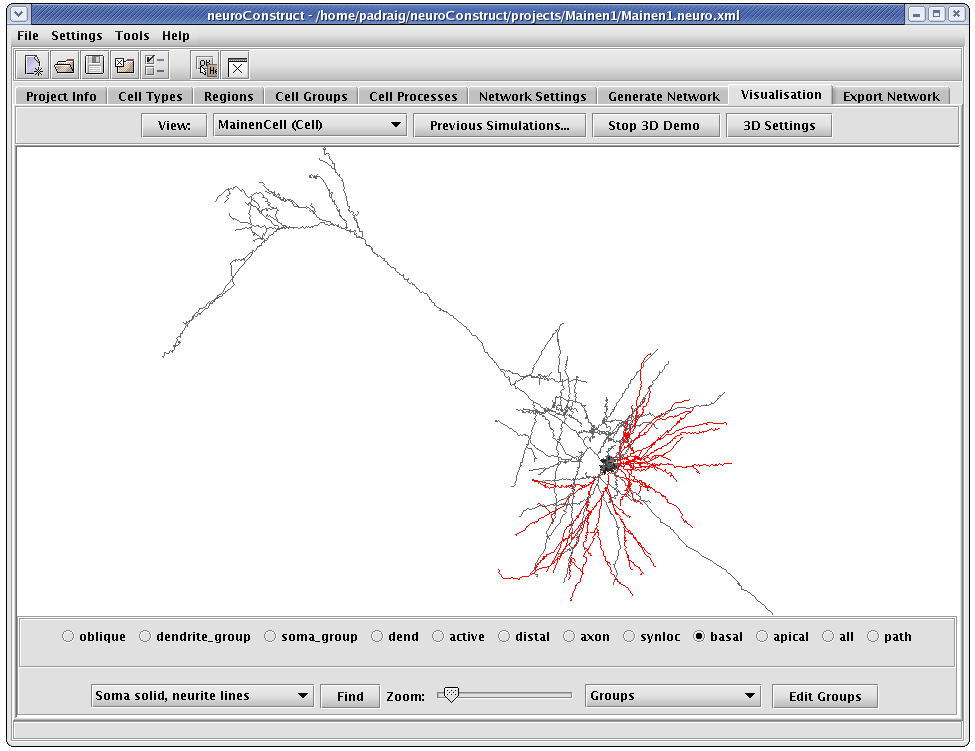 neuroConstruct - /home/padraig/neuroConstruct/projects/Mainen1/Mainen1.neuro.xml
File Settings Tools Help
Project Info Cell Types Regions Cell Groups Cell Processes Network Settings Generate Network Visualisation Export Network
View: MainenCell (Cell) Previous Simulations... Stop 3D Demo 3D Settings
oblique dendrite_group soma_group dend active distal axon synloc basal apical all path
Soma solid, neurite lines Find Zoom: Groups Edit Groups